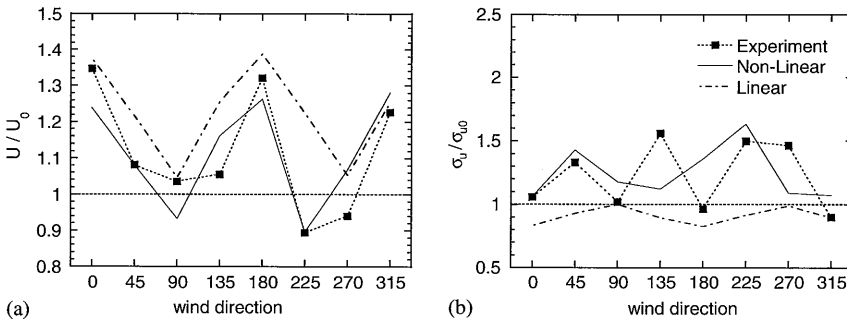 1.5
1.4
1.3
1.2
1.1
1
0.9
0.8
U / U0
0 45 90 135 180 225 270 315
wind direction
(a)
2.5
2
1.5
1
0.5
σu/σu0
Experiment
Non-Linear
Linear
0 45 90 135 180 225 270 315
wind direction
(b)